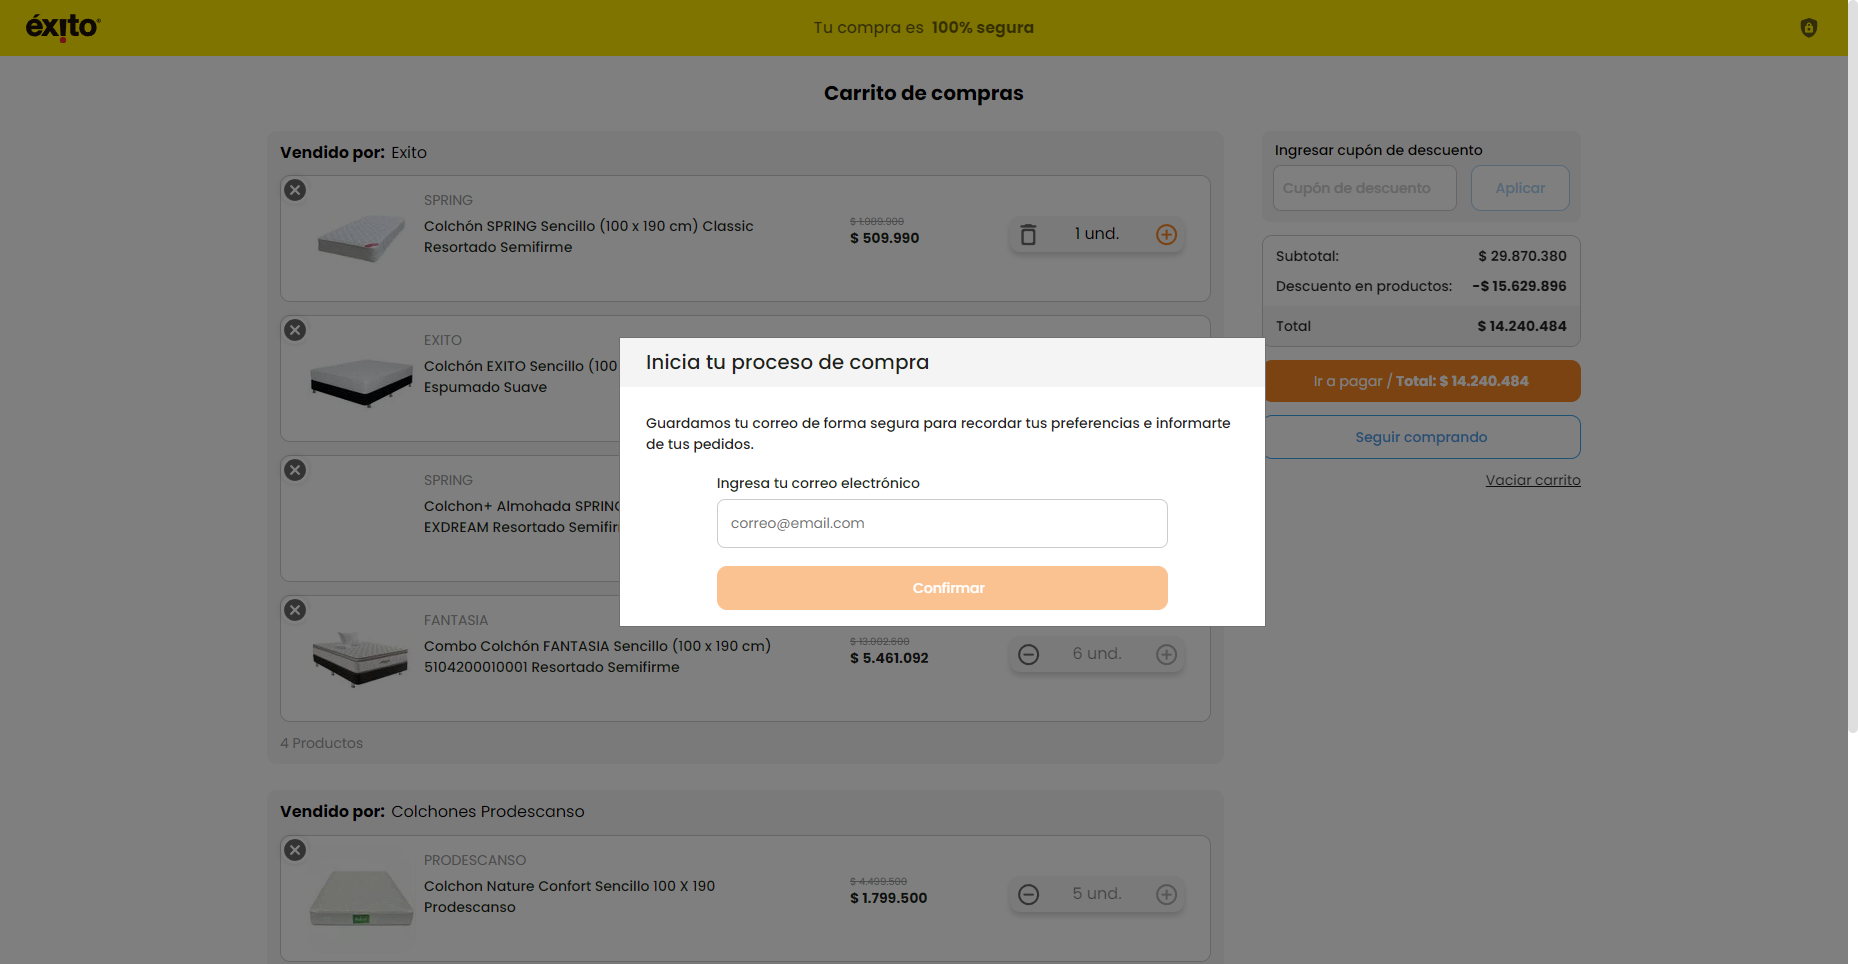 éxito
Tu compra es 100% segura
Carrito de compras
Vendido por: Exito
SPRING
Colchón SPRING Sencillo (100 x 190 cm) Classic
Resortado Semifirme
$ 1.089.900
$ 509.990
1 und.
EXITO
Colchón EXITO Sencillo (100
Espumado Suave
SPRING
Colchon+ Almohada SPRING
EXDREAM Resortado Semifir
FANTASIA
Combo Colchón FANTASIA Sencillo (100 x 190 cm)
5104200010001 Resortado Semifirme
$ 13.002.600
$ 5.461.092
6 und.
4 Productos
Vendido por: Colchones Prodescanso
PRODESCANSO
Colchon Nature Confort Sencillo 100 X 190
Prodescanso
$ 4.499.500
$ 1.799.500
5 und.
Ingresar cupón de descuento
Cupón de descuento
Aplicar
Subtotal: $ 29.870.380
Descuento en productos: -$ 15.629.896
Total $ 14.240.484
Ir a pagar / Total: $ 14.240.484
Seguir comprando
Vaciar carrito
Inicia tu proceso de compra
Guardamos tu correo de forma segura para recordar tus preferencias e informarte
de tus pedidos.
Ingresa tu correo electrónico
correo@email.com
Confirmar